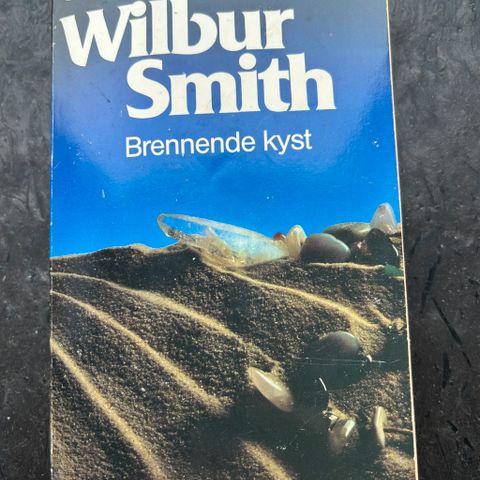 Wilbur
Smith
Brennende kyst